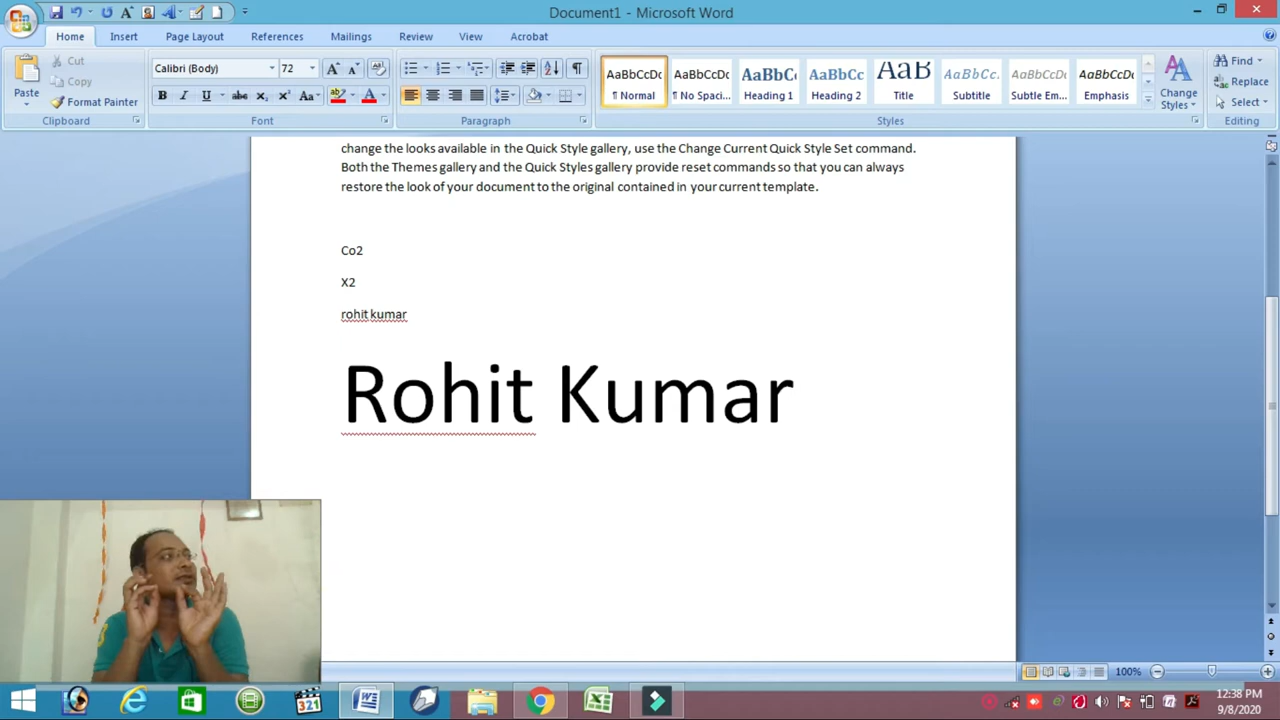 Document1 - Microsoft Word
Home Insert Page Layout References Mailings Review View Acrobat
Paste
Cut
Copy
Format Painter
Clipboard
Calibri (Body) 72
Font
Paragraph
AaBbCcDc AaBbCcDc AaBbCc AaBbCc AaB AaBbCc. AaBbCcDc AaBbCcDc
¶ Normal ¶ No Spaci... Heading 1 Heading 2 Title Subtitle Subtle Em... Emphasis
Change
Styles
Styles
Find
Replace
Select
Editing
change the looks available in the Quick Style gallery, use the Change Current Quick Style Set command.
Both the Themes gallery and the Quick Styles gallery provide reset commands so that you can always
restore the look of your document to the original contained in your current template.
Co2
X2
rohit kumar
Rohit Kumar
100%
321
12:38 PM
9/8/2020